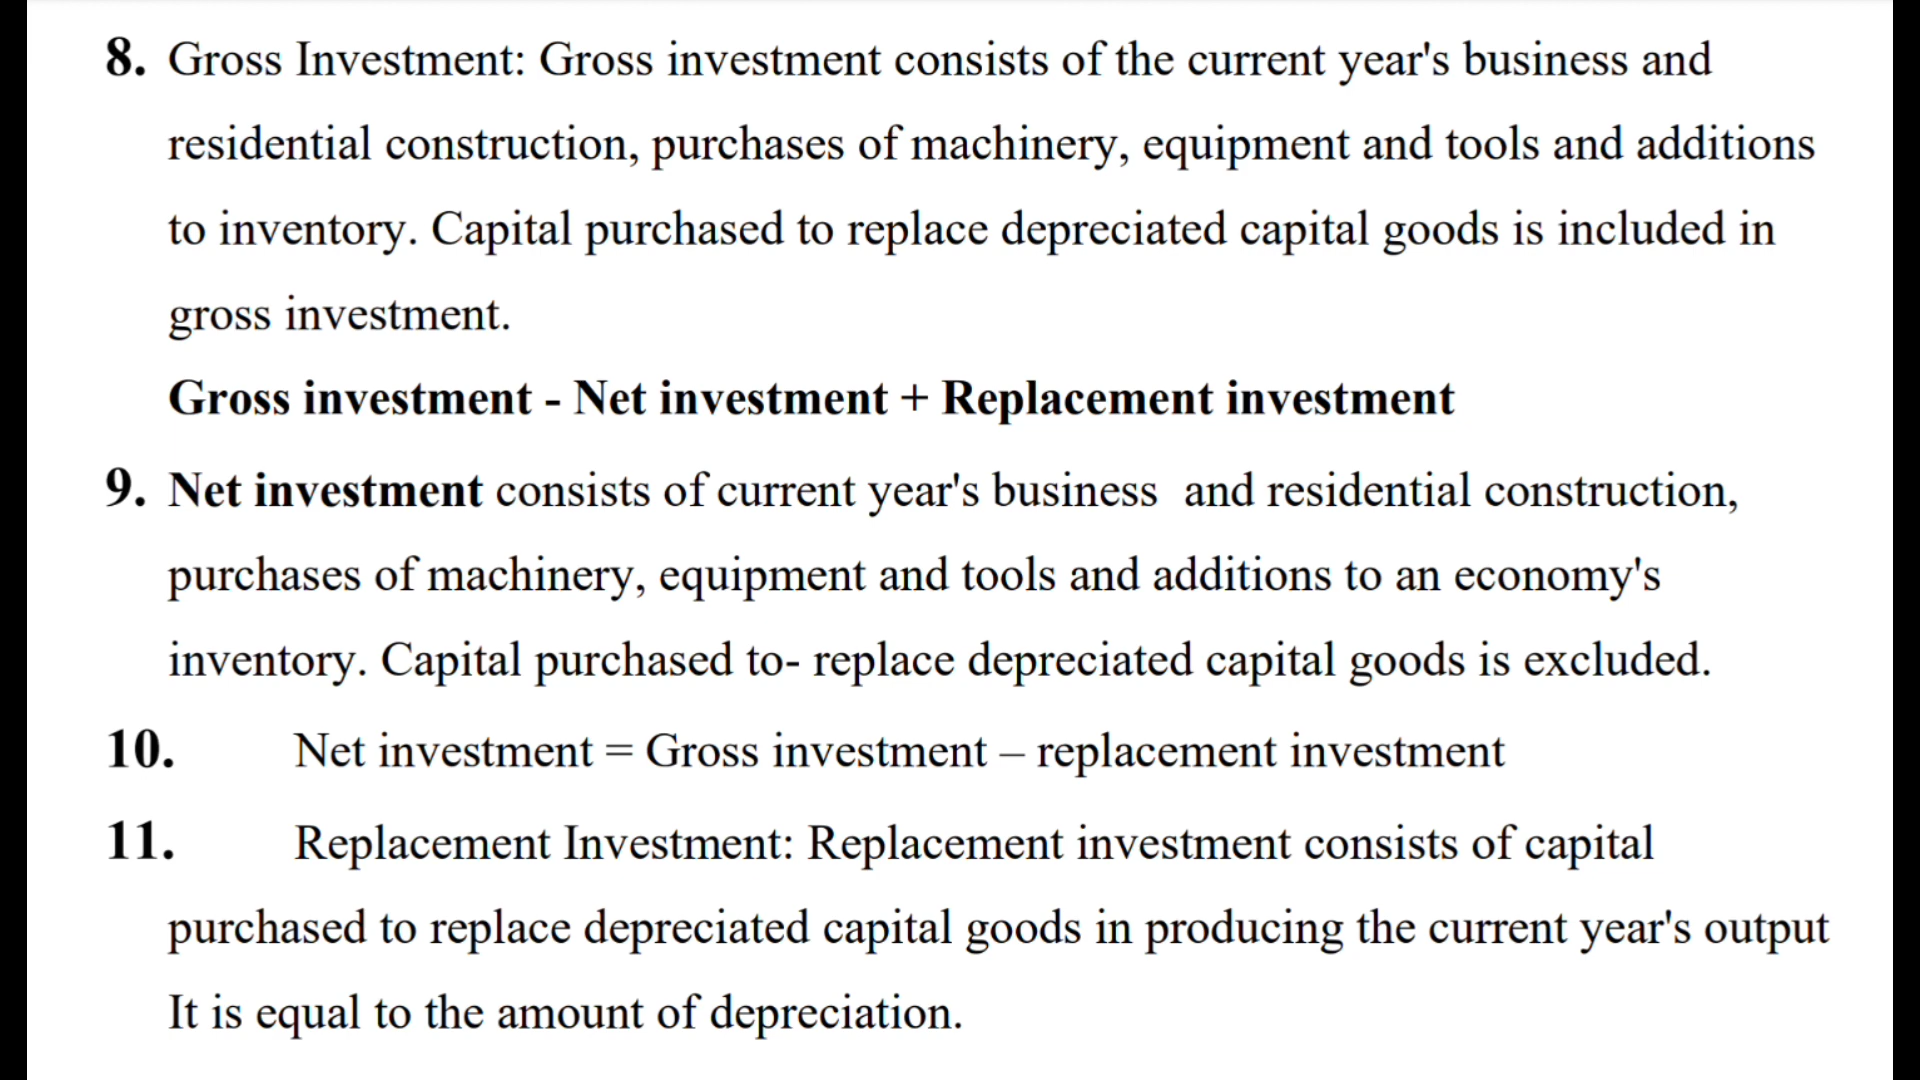 8. Gross Investment: Gross investment consists of the current year's business and
residential construction, purchases of machinery, equipment and tools and additions
to inventory. Capital purchased to replace depreciated capital goods is included in
gross investment.
Gross investment - Net investment + Replacement investment
9. Net investment consists of current year's business and residential construction,
purchases of machinery, equipment and tools and additions to an economy's
inventory. Capital purchased to- replace depreciated capital goods is excluded.
10. Net investment = Gross investment – replacement investment
11. Replacement Investment: Replacement investment consists of capital
purchased to replace depreciated capital goods in producing the current year's output
It is equal to the amount of depreciation.